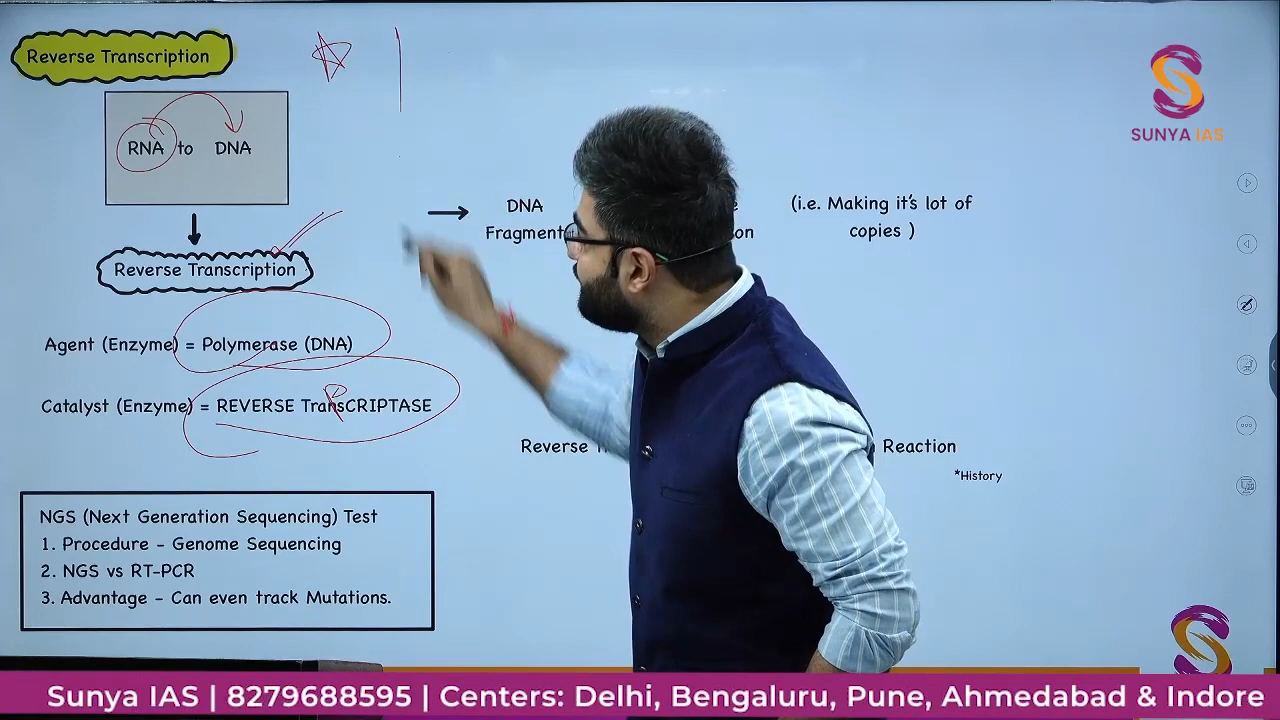 Reverse Transcription
RNA to DNA
Reverse Transcription
Agent (Enzyme) = Polymerase (DNA)
Catalyst (Enzyme) = REVERSE TranSCRIPTASE
R
NGS (Next Generation Sequencing) Test
1. Procedure - Genome Sequencing
2. NGS vs RT-PCR
3. Advantage - Can even track Mutations.
DNA
Fragment
(i.e. Making it's lot of
copies )
Reverse
Reaction
*History
SUNYA IAS
Sunya IAS | 8279688595 | Centers: Delhi, Bengaluru, Pune, Ahmedabad & Indore